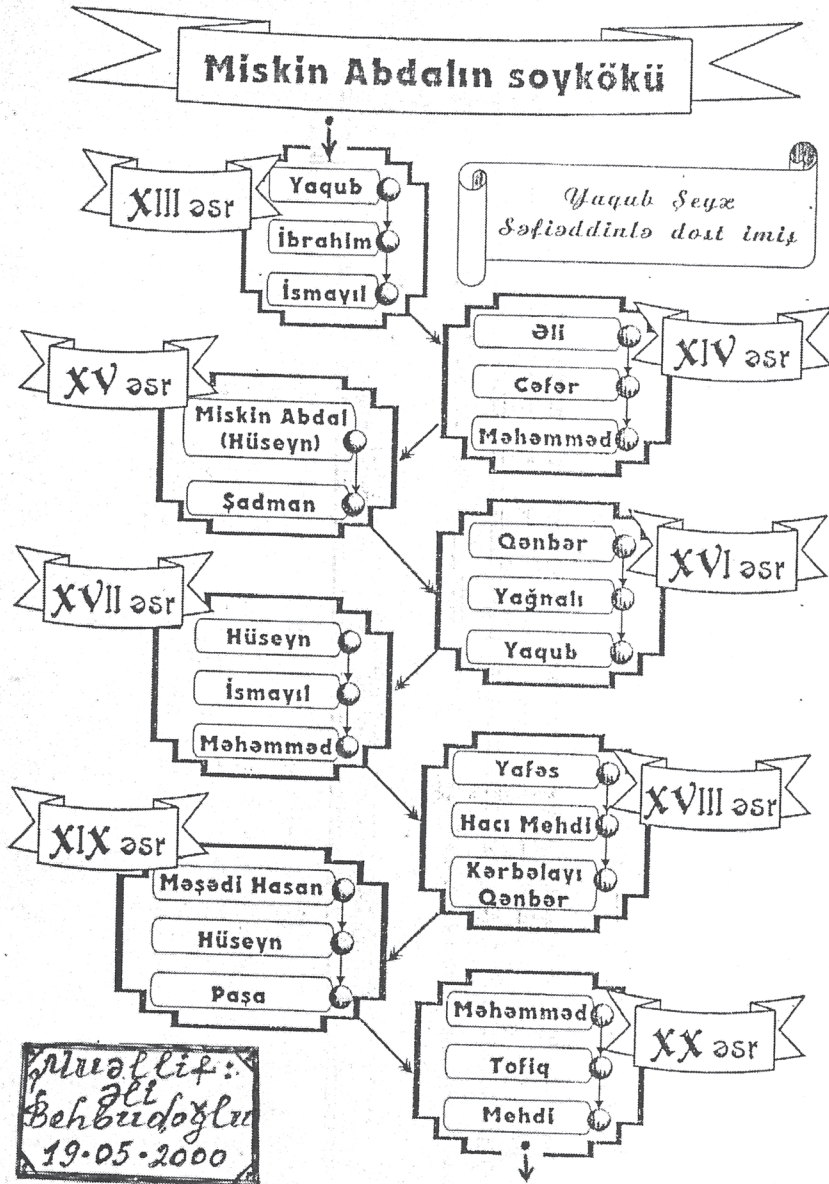 Miskin Abdalın soykökü
XIII əsr
Yaqub
İbrahim
İsmayıl
Yaqub Şeyx
Səfiəddinlə dost imiş
XIV əsr
Əli
Cəfər
Məhəmməd
XV əsr
Miskin Abdal
(Hüseyn)
Şadman
XVI əsr
Qənbər
Yağnalı
Yaqub
XVII əsr
Hüseyn
İsmayıl
Məhəmməd
XVIII əsr
Yafəs
Hacı Mehdi
Kərbəlayı
Qənbər
XIX əsr
Məşədi Hasan
Hüseyn
Paşa
XX əsr
Məhəmməd
Tofiq
Mehdi
Müəllif:
Əli
Behbudoğlu
19.05.2000